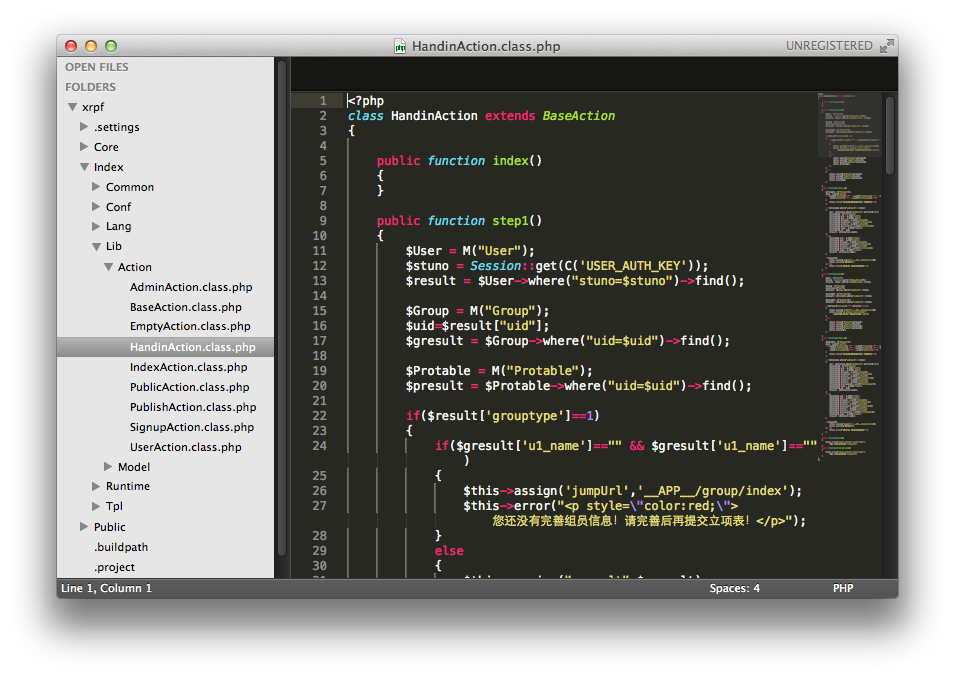 HandinAction.class.php
UNREGISTERED
OPEN FILES
FOLDERS
xrpf
.settings
Core
Index
Common
Conf
Lang
Lib
Action
AdminAction.class.php
BaseAction.class.php
EmptyAction.class.php
HandinAction.class.php
IndexAction.class.php
PublicAction.class.php
PublishAction.class.php
SignupAction.class.php
UserAction.class.php
Model
Runtime
Tpl
Public
.buildpath
.project
1 <?php
2 class HandinAction extends BaseAction
3 {
4
5 public function index()
6 {
7 }
8
9 public function step1()
10 {
11 $User = M("User");
12 $stuno = Session::get(C('USER_AUTH_KEY'));
13 $result = $User->where("stuno=$stuno")->find();
14
15 $Group = M("Group");
16 $uid=$result["uid"];
17 $gresult = $Group->where("uid=$uid")->find();
18
19 $Protable = M("Protable");
20 $presult = $Protable->where("uid=$uid")->find();
21
22 if($result['grouptype']==1)
23 {
24 if($gresult['u1_name']=="" && $gresult['u1_name']==""
)
25 {
26 $this->assign('jumpUrl','__APP__/group/index');
27 $this->error("<p style=\"color:red;\">
您还没有完善组员信息! 请完善后再提交立项表! </p>");
28 }
29 else
30 {
Line 1, Column 1
Spaces: 4
PHP